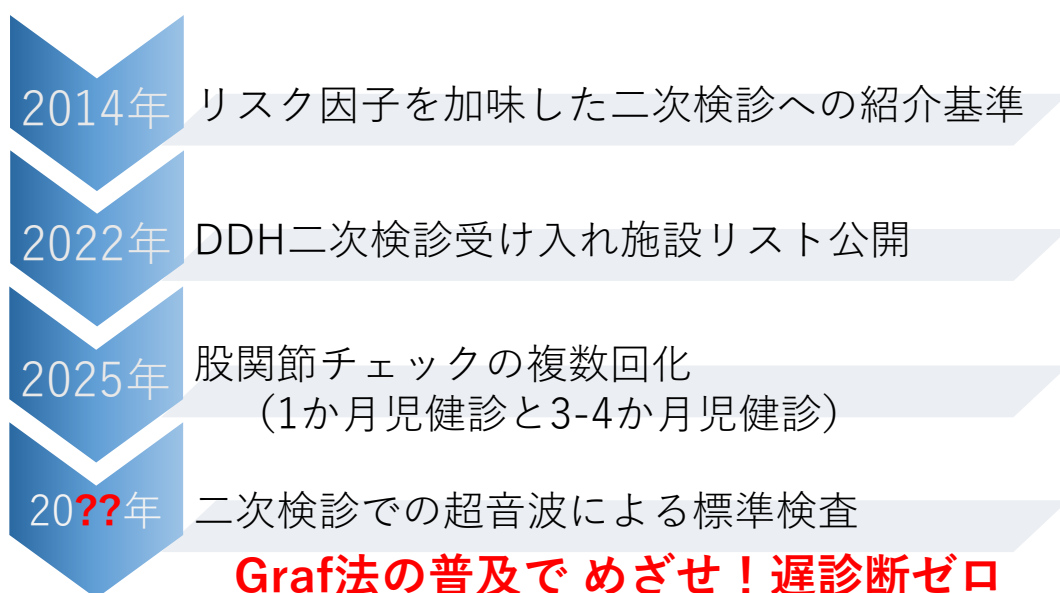 2014年 リスク因子を加味した二次検診への紹介基準
2022年 DDH二次検診受け入れ施設リスト公開
2025年 股関節チェックの複数回化
（1か月児健診と3-4か月児健診）
20??年 二次検診での超音波による標準検査
Graf法の普及で めざせ！遅診断ゼロ